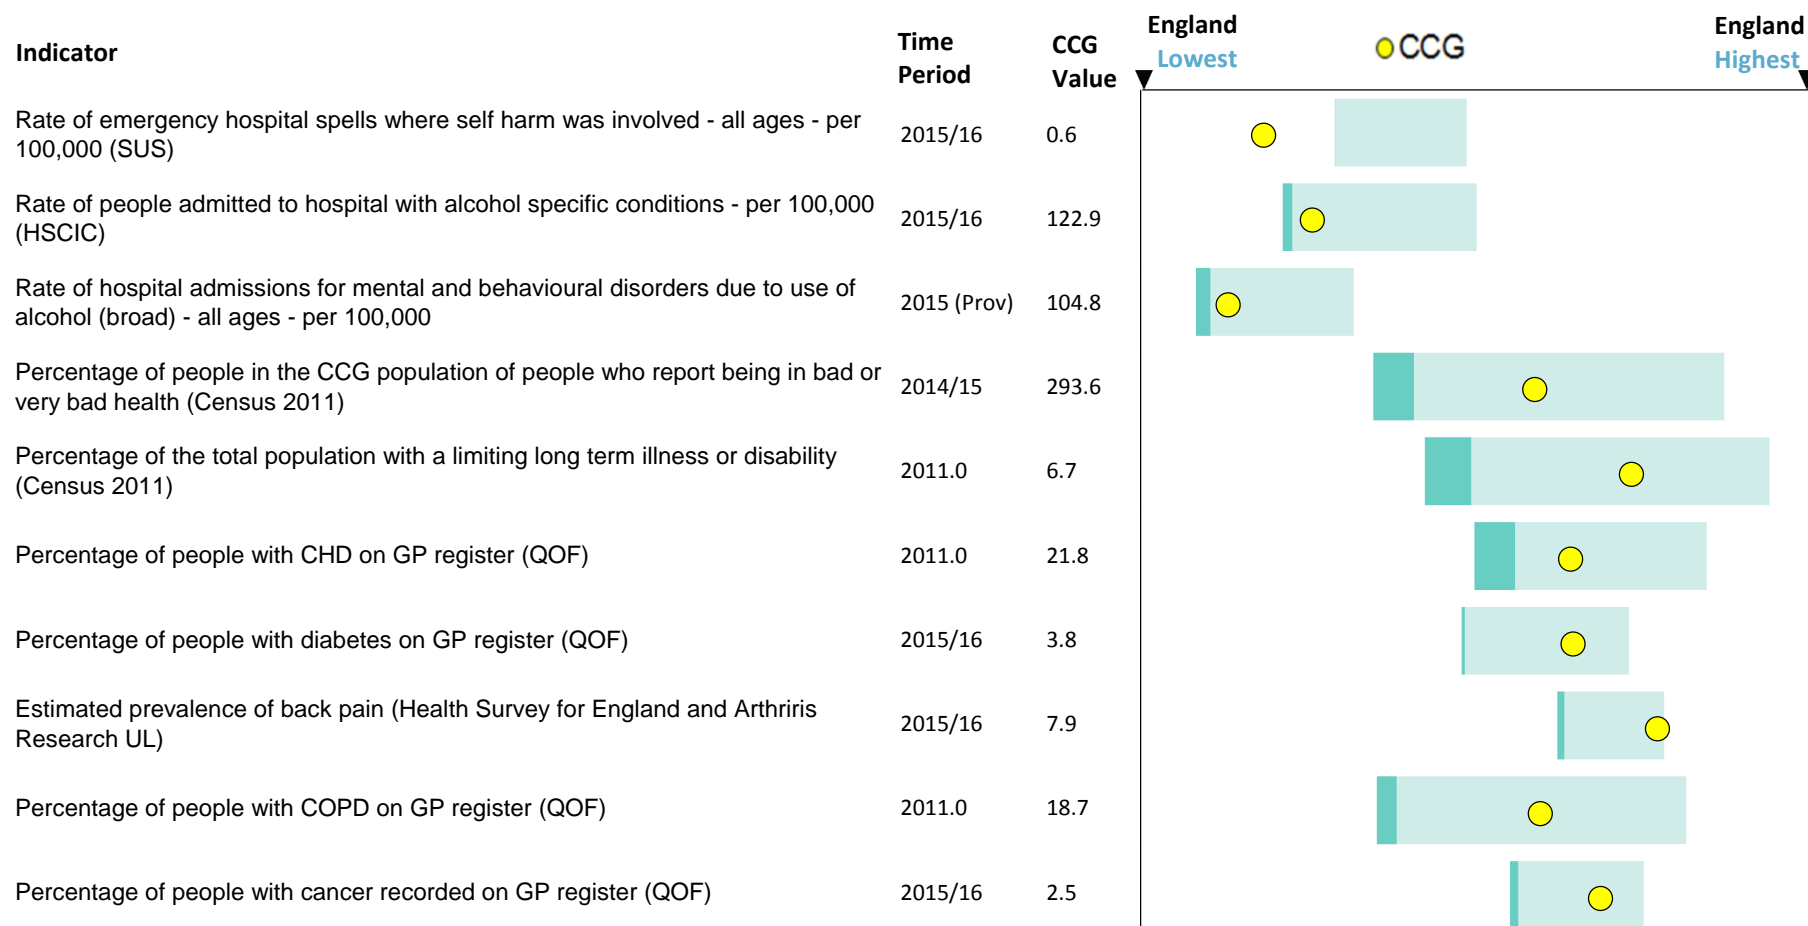 Indicator
Time
Period
CCG
Value
England
Lowest
CCG
England
Highest
Rate of emergency hospital spells where self harm was involved - all ages - per
100,000 (SUS)
2015/16
0.6
Rate of people admitted to hospital with alcohol specific conditions - per 100,000
(HSCIC)
2015/16
122.9
Rate of hospital admissions for mental and behavioural disorders due to use of
alcohol (broad) - all ages - per 100,000
2015 (Prov)
104.8
Percentage of people in the CCG population of people who report being in bad or
very bad health (Census 2011)
2014/15
293.6
Percentage of the total population with a limiting long term illness or disability
(Census 2011)
2011.0
6.7
Percentage of people with CHD on GP register (QOF)
2011.0
21.8
Percentage of people with diabetes on GP register (QOF)
2015/16
3.8
Estimated prevalence of back pain (Health Survey for England and Arthriris
Research UL)
2015/16
7.9
Percentage of people with COPD on GP register (QOF)
2011.0
18.7
Percentage of people with cancer recorded on GP register (QOF)
2015/16
2.5